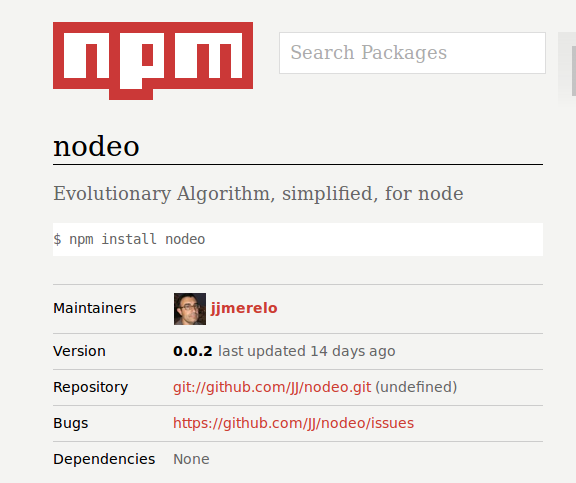 npm
Search Packages
nodeo
Evolutionary Algorithm, simplified, for node
$ npm install nodeo
Maintainers jjmerelo
Version 0.0.2 last updated 14 days ago
Repository git://github.com/JJ/nodeo.git (undefined)
Bugs https://github.com/JJ/nodeo/issues
Dependencies None